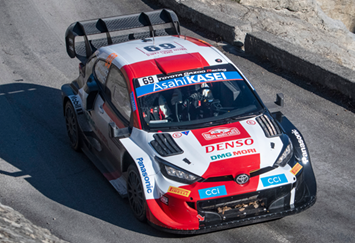 69
69 TOYOTA GAZOO Racing
AsahiKASEI
DENSO
DMG MORI
Panasonic
CCI
CCI